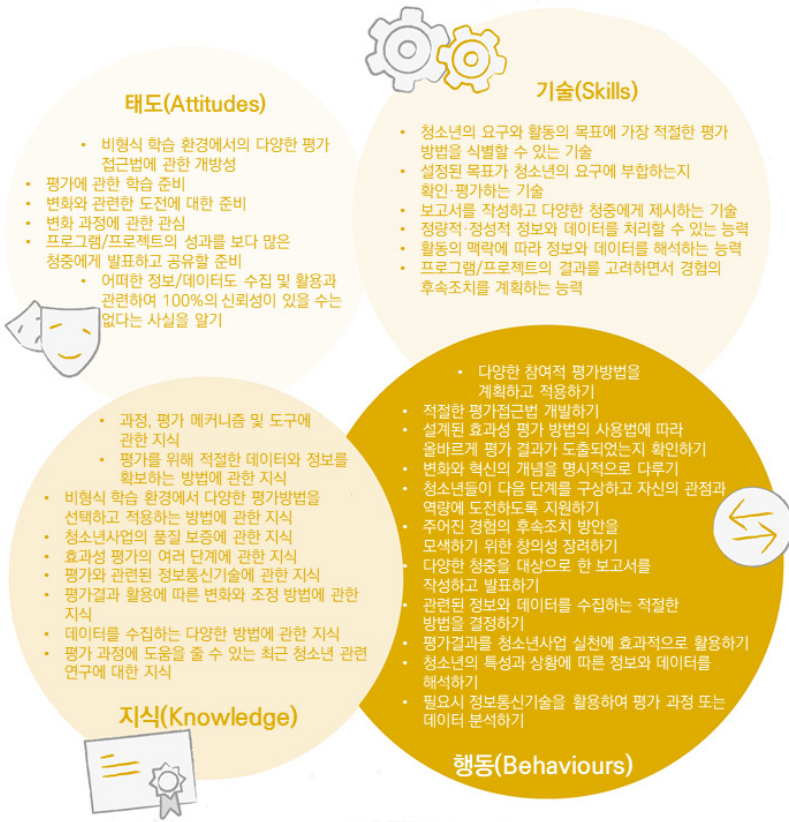 태도(Attitudes)
• 비형식 학습 환경에서의 다양한 평가
접근법에 관한 개방성
• 평가에 관한 학습 준비
• 변화와 관련한 도전에 대한 준비
• 변화 과정에 관한 관심
• 프로그램/프로젝트의 성과를 보다 많은
청중에게 발표하고 공유할 준비
• 어떠한 정보/데이터도 수집 및 활용과
관련하여 100%의 신뢰성이 있을 수는
없다는 사실을 알기
기술(Skills)
• 청소년의 요구와 활동의 목표에 가장 적절한 평가
방법을 식별할 수 있는 기술
• 설정된 목표가 청소년의 요구에 부합하는지
확인·평가하는 기술
• 보고서를 작성하고 다양한 청중에게 제시하는 기술
• 정량적·정성적 정보와 데이터를 처리할 수 있는 능력
• 활동의 맥락에 따라 정보와 데이터를 해석하는 능력
• 프로그램/프로젝트의 결과를 고려하면서 경험의
후속조치를 계획하는 능력
• 과정, 평가 메커니즘 및 도구에
관한 지식
• 평가를 위해 적절한 데이터와 정보를
확보하는 방법에 관한 지식
• 비형식 학습 환경에서 다양한 평가방법을
선택하고 적용하는 방법에 관한 지식
• 청소년사업의 품질 보증에 관한 지식
• 효과성 평가의 여러 단계에 관한 지식
• 평가와 관련된 정보통신기술에 관한 지식
• 평가결과 활용에 따른 변화와 조정 방법에 관한
지식
• 데이터를 수집하는 다양한 방법에 관한 지식
• 평가 과정에 도움을 줄 수 있는 최근 청소년 관련
연구에 대한 지식
지식(Knowledge)
• 다양한 참여적 평가방법을
계획하고 적용하기
• 적절한 평가접근법 개발하기
• 설계된 효과성 평가 방법의 사용법에 따라
올바르게 평가 결과가 도출되었는지 확인하기
• 변화와 혁신의 개념을 명시적으로 다루기
• 청소년들이 다음 단계를 구상하고 자신의 관점과
역량에 도전하도록 지원하기
• 주어진 경험의 후속조치 방안을
모색하기 위한 창의성 장려하기
• 다양한 청중을 대상으로 한 보고서를
작성하고 발표하기
• 관련된 정보와 데이터를 수집하는 적절한
방법을 결정하기
• 평가결과를 청소년사업 실천에 효과적으로 활용하기
• 청소년의 특성과 상황에 따른 정보와 데이터를
해석하기
• 필요시 정보통신기술을 활용하여 평가 과정 또는
데이터 분석하기
행동(Behaviours)